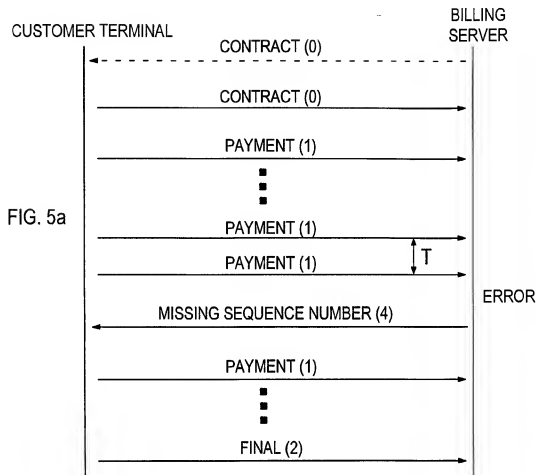 CUSTOMER TERMINAL
BILLING
SERVER
CONTRACT (0)
CONTRACT (0)
PAYMENT (1)
FIG. 5a
PAYMENT (1)
T
PAYMENT (1)
ERROR
MISSING SEQUENCE NUMBER (4)
PAYMENT (1)
FINAL (2)